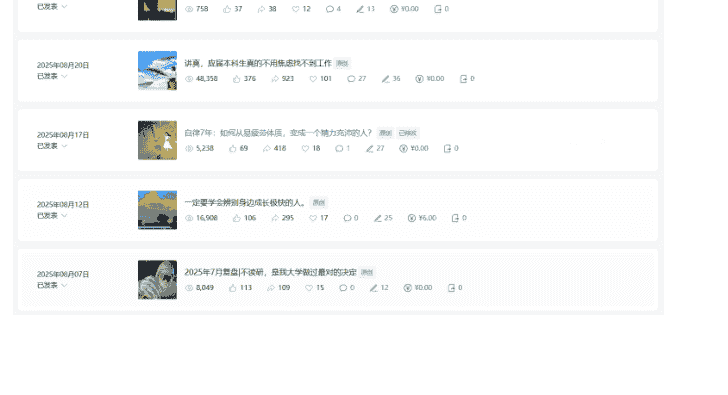 已发表
758 37 38 12 4 13 ¥0.00 0
2025年08月20日
已发表
讲真，应届本科生真的不用焦虑找不到工作 原创
48,358 376 923 101 27 36 ¥0.00 0
2025年08月17日
已发表
自律7年：如何从易疲劳体质，变成一个精力充沛的人？ 原创 已修改
5,238 69 418 18 1 27 ¥0.00 0
2025年08月12日
已发表
一定要学会辨别身边成长极快的人。 原创
16,908 106 295 17 0 25 ¥6.00 0
2025年08月07日
已发表
2025年7月复盘|不读研，是我大学做过最对的决定 原创
8,049 113 109 15 0 12 ¥0.00 0